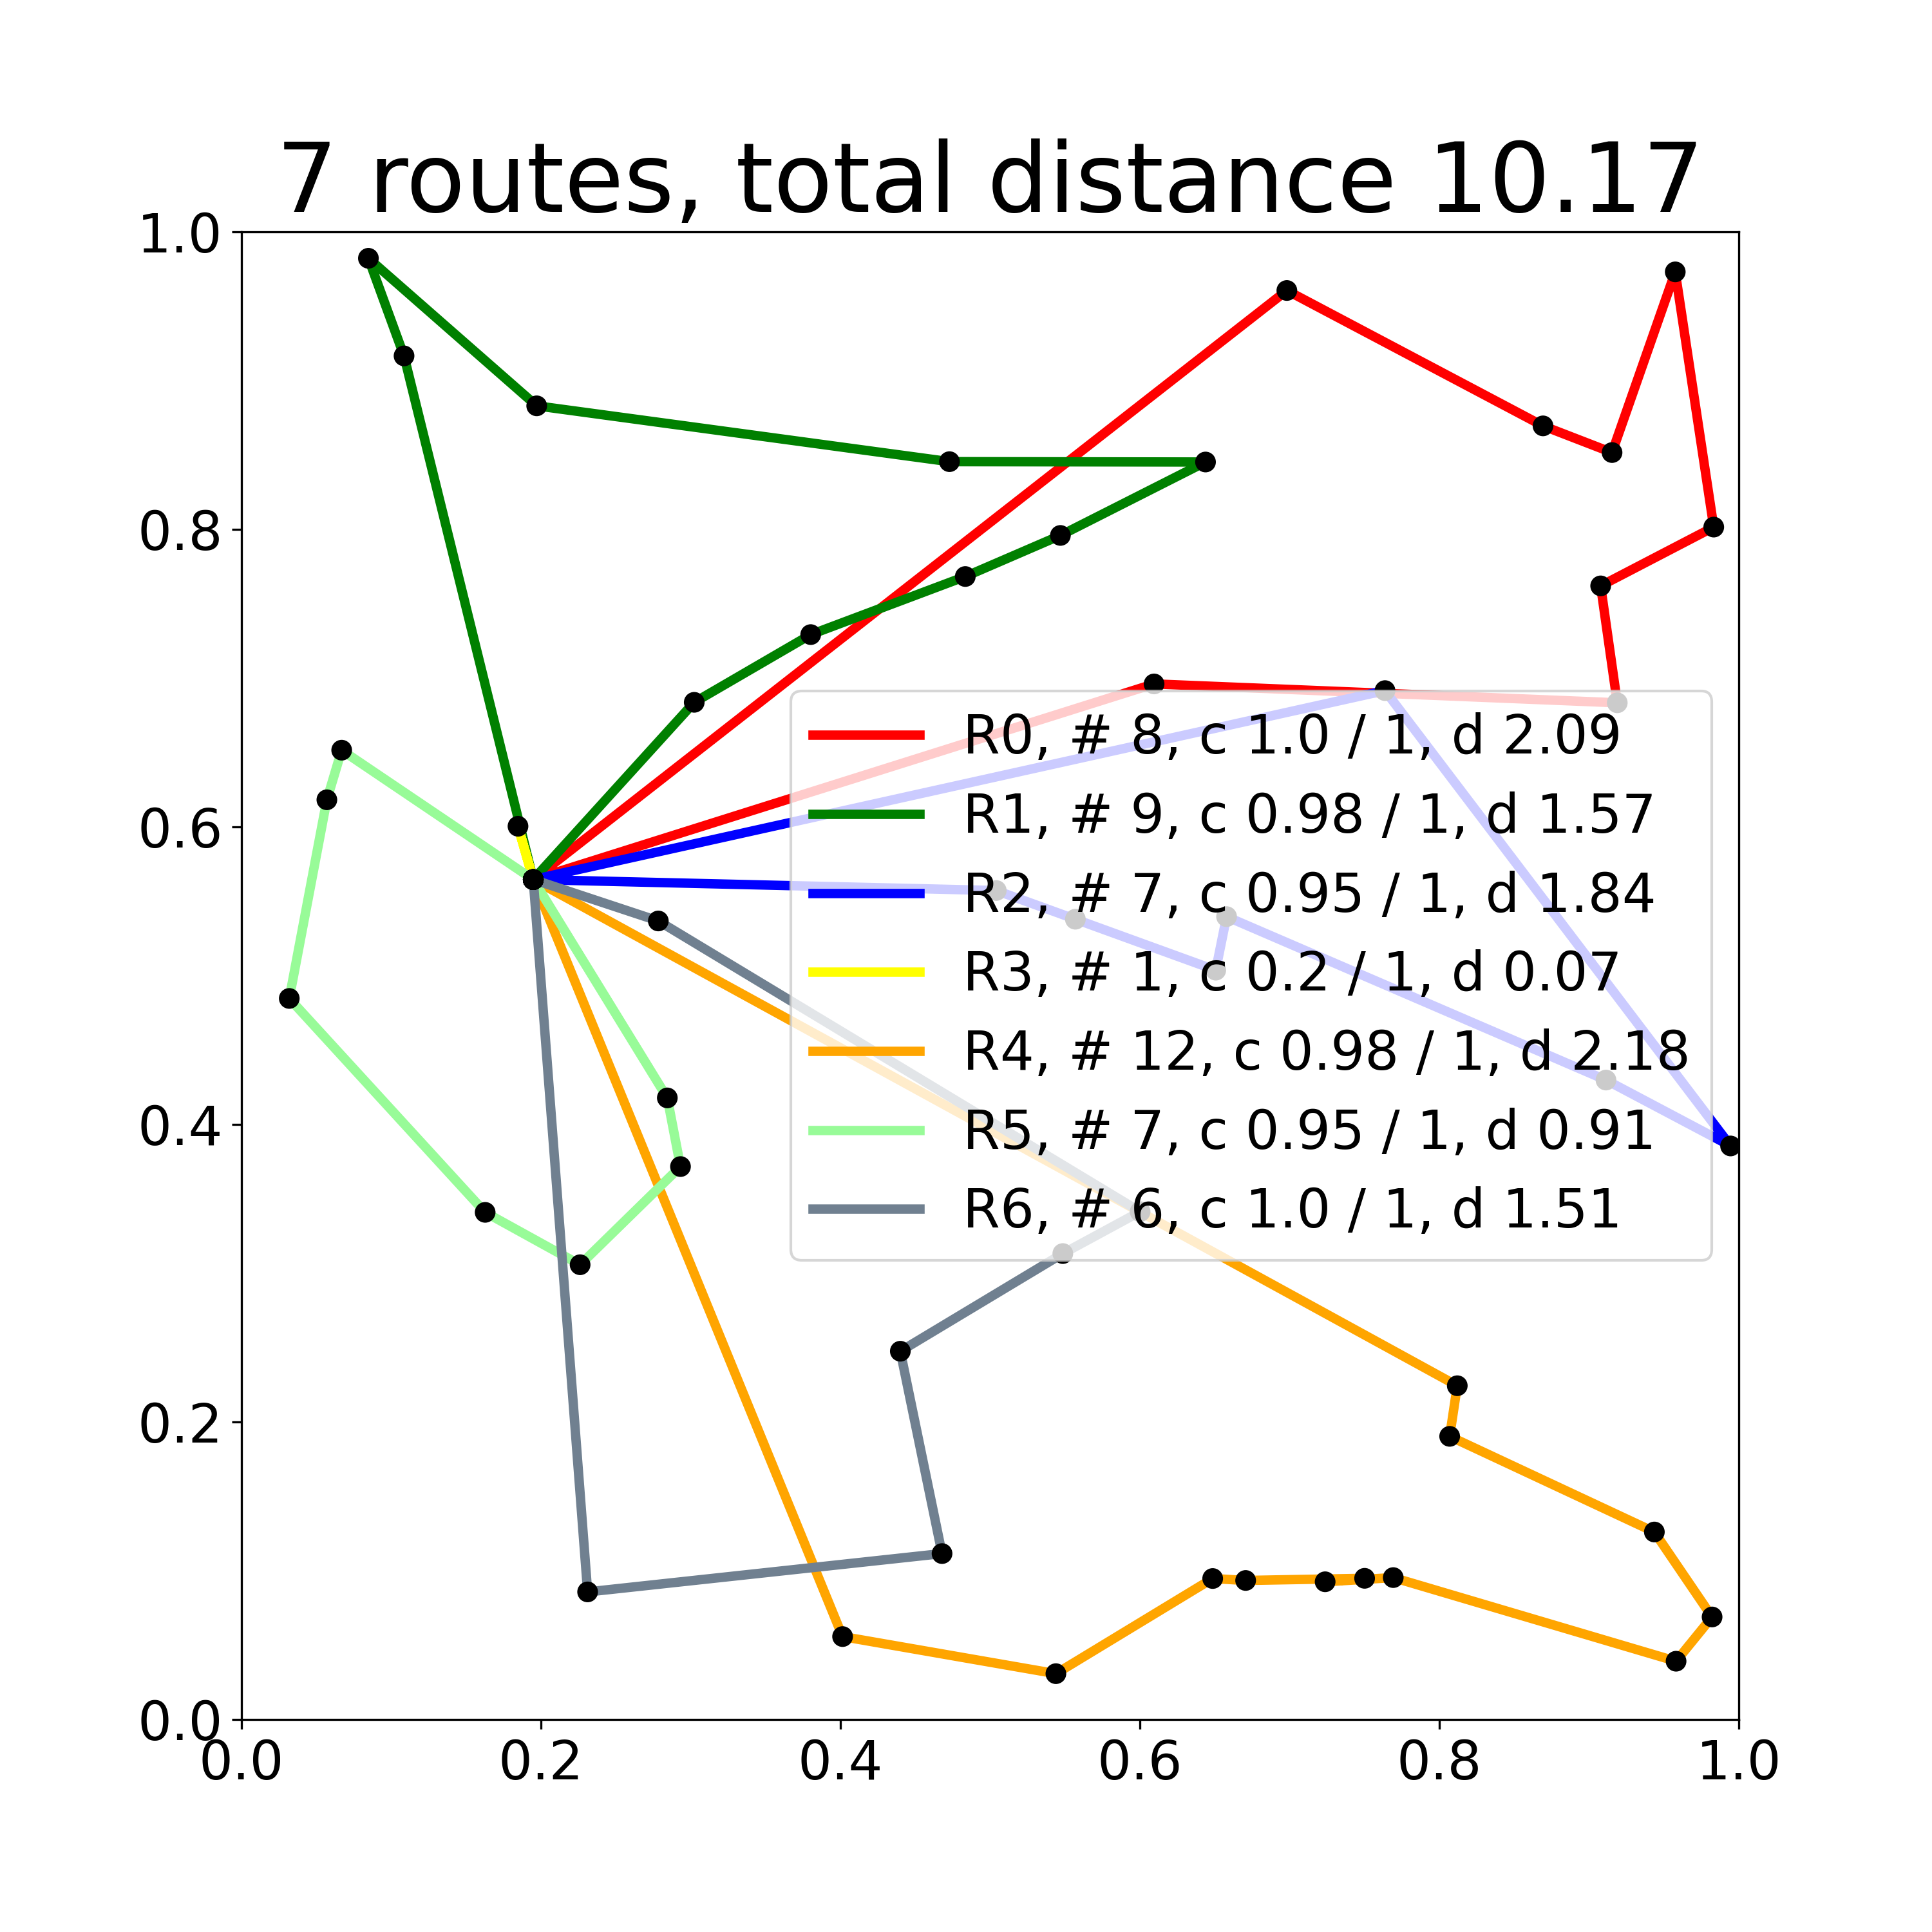 7 routes, total distance 10.17
1.0
0.8
0.6
0.4
0.2
0.0
R0, # 8, c 1.0 / 1, d 2.09
R1, # 9, c 0.98 / 1, d 1.57
R2, # 7, c 0.95 / 1, d 1.84
R3, # 1, c 0.2 / 1, d 0.07
R4, # 12, c 0.98 / 1, d 2.18
R5, # 7, c 0.95 / 1, d 0.91
R6, # 6, c 1.0 / 1, d 1.51
0.0 0.2 0.4 0.6 0.8 1.0